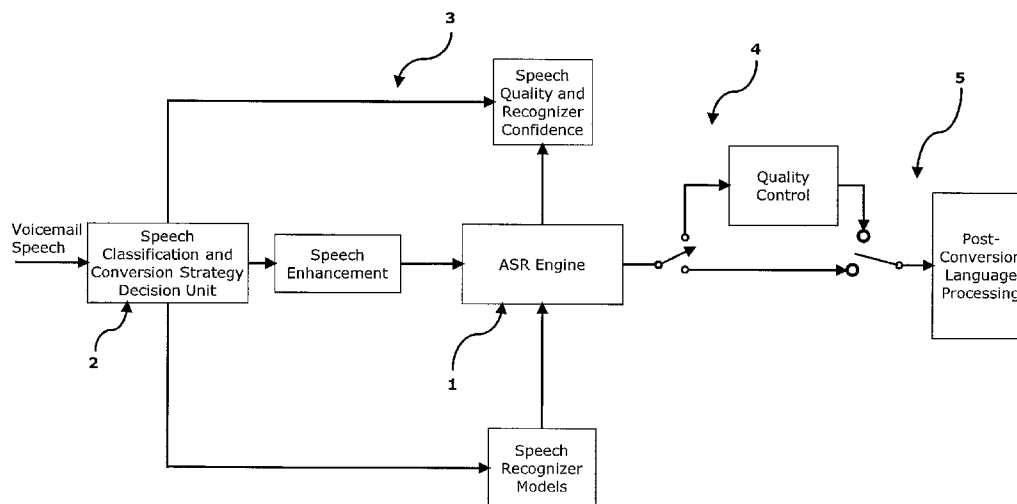 3
Speech
Quality and
Recognizer
Confidence
4
5
Quality
Control
Voicemail
Speech
Speech
Classification and
Conversion Strategy
Decision Unit
Speech
Enhancement
ASR Engine
Post-
Conversion
Language
Processing
2
1
Speech
Recognizer
Models